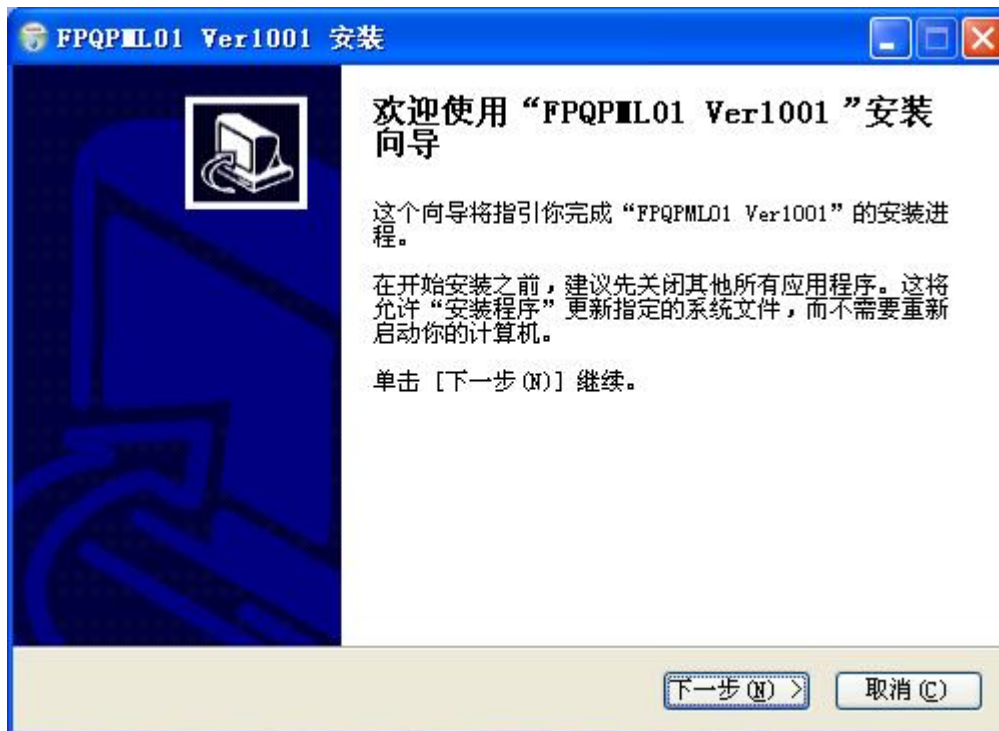 FPQPML01 Ver1001 安装
欢迎使用“FPQPML01 Ver1001”安装
向导
这个向导将指引你完成“FPQPML01 Ver1001”的安装进
程。
在开始安装之前，建议先关闭其他所有应用程序。这将
允许“安装程序”更新指定的系统文件，而不需要重新
启动你的计算机。
单击 [下一步(N)] 继续。
下一步(N) >
取消(C)